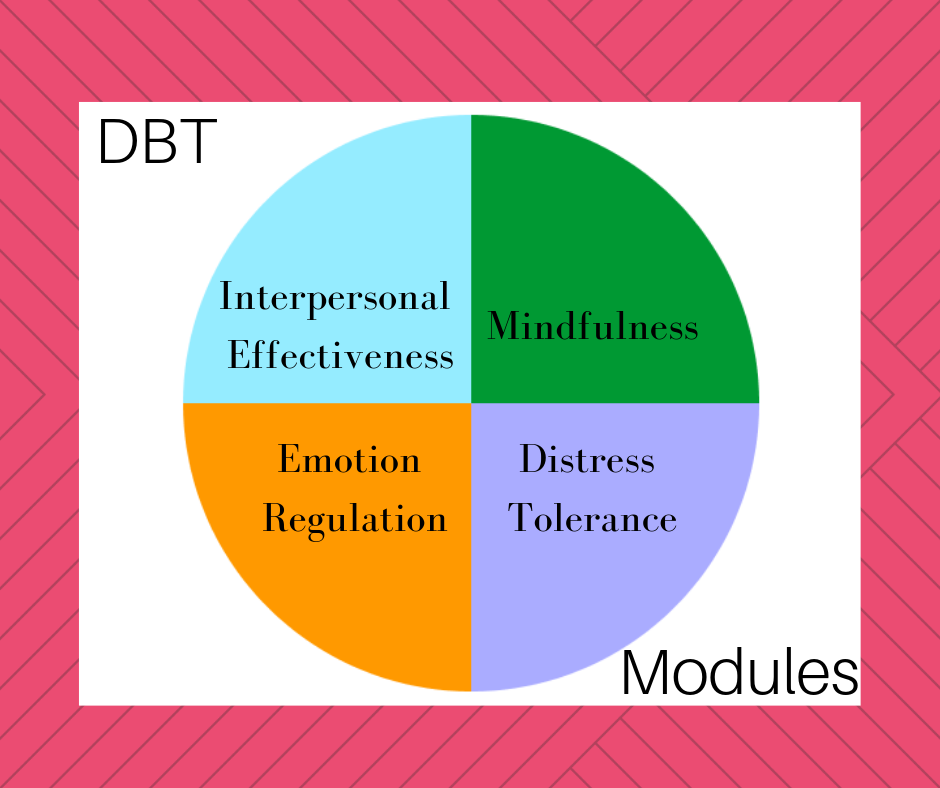 DBT
Interpersonal
Effectiveness
Mindfulness
Emotion
Regulation
Distress
Tolerance
Modules